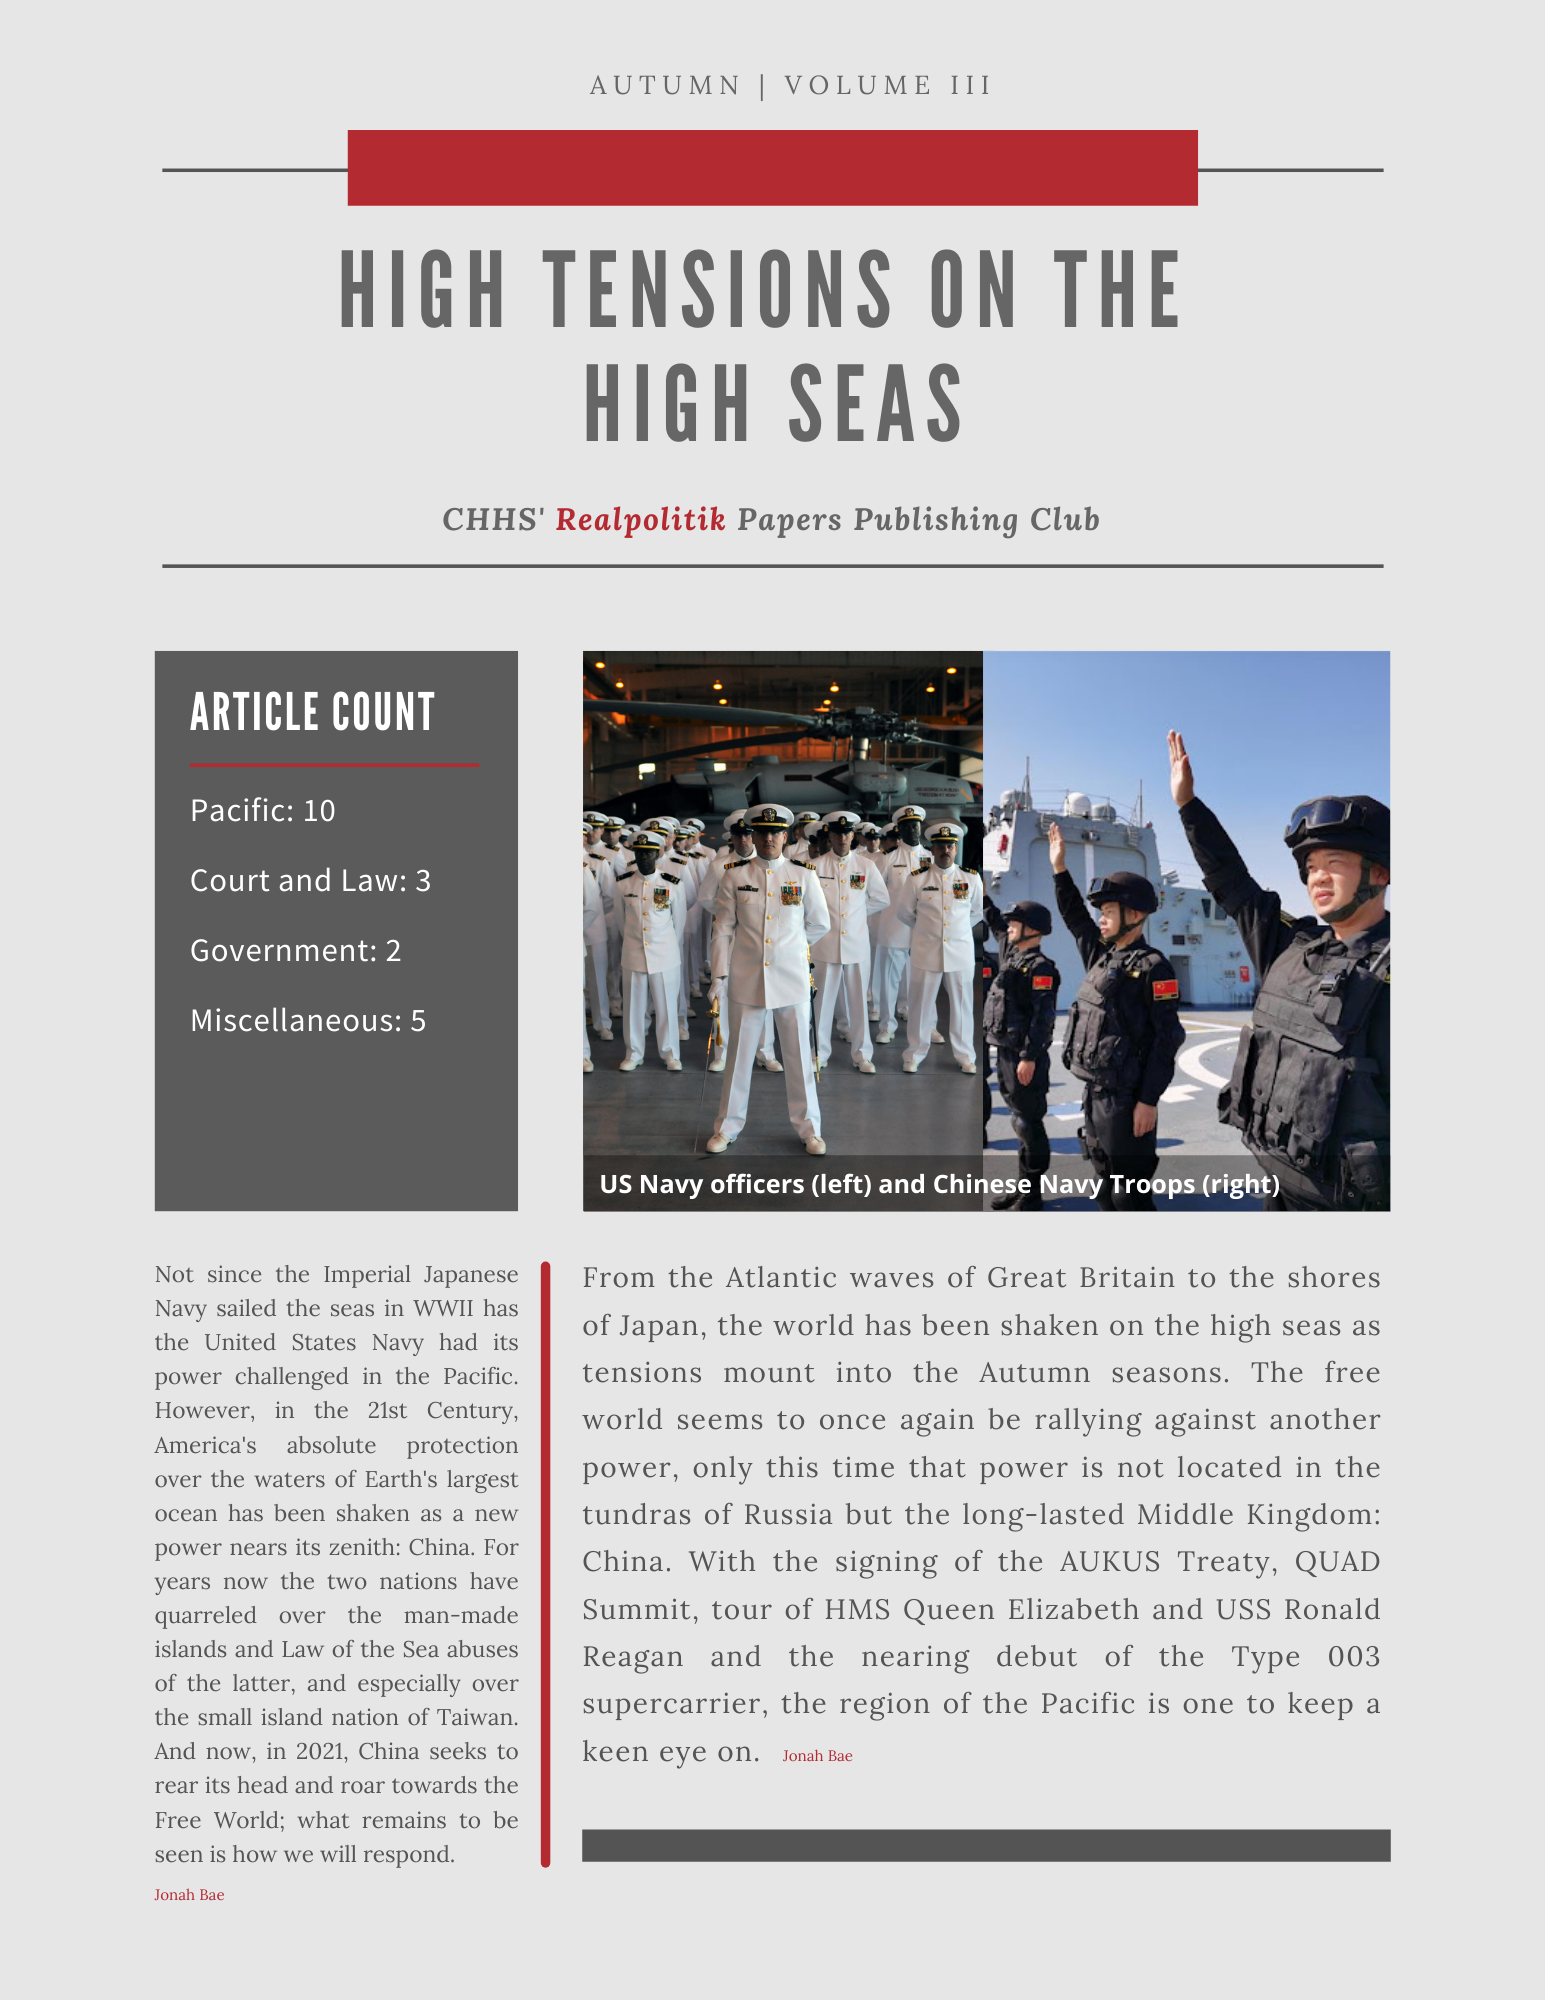 AUTUMN | VOLUME III
HIGH TENSIONS ON THE
HIGH SEAS
CHHS' Realpolitik Papers Publishing Club
ARTICLE COUNT
Pacific: 10
Court and Law: 3
Government: 2
Miscellaneous: 5
US Navy officers (left) and Chinese Navy Troops (right)
Not since the Imperial Japanese
Navy sailed the seas in WWII has
the United States Navy had its
power challenged in the Pacific.
However, in the 21st Century,
America's absolute protection
over the waters of Earth's largest
ocean has been shaken as a new
power nears its zenith: China. For
years now the two nations have
quarreled over the man-made
islands and Law of the Sea abuses
of the latter, and especially over
the small island nation of Taiwan.
And now, in 2021, China seeks to
rear its head and roar towards the
Free World; what remains to be
seen is how we will respond.
Jonah Bae
From the Atlantic waves of Great Britain to the shores
of Japan, the world has been shaken on the high seas as
tensions mount into the Autumn seasons. The free
world seems to once again be rallying against another
power, only this time that power is not located in the
tundras of Russia but the long-lasted Middle Kingdom:
China. With the signing of the AUKUS Treaty, QUAD
Summit, tour of HMS Queen Elizabeth and USS Ronald
Reagan and the nearing debut of the Type 003
supercarrier, the region of the Pacific is one to keep a
keen eye on. Jonah Bae